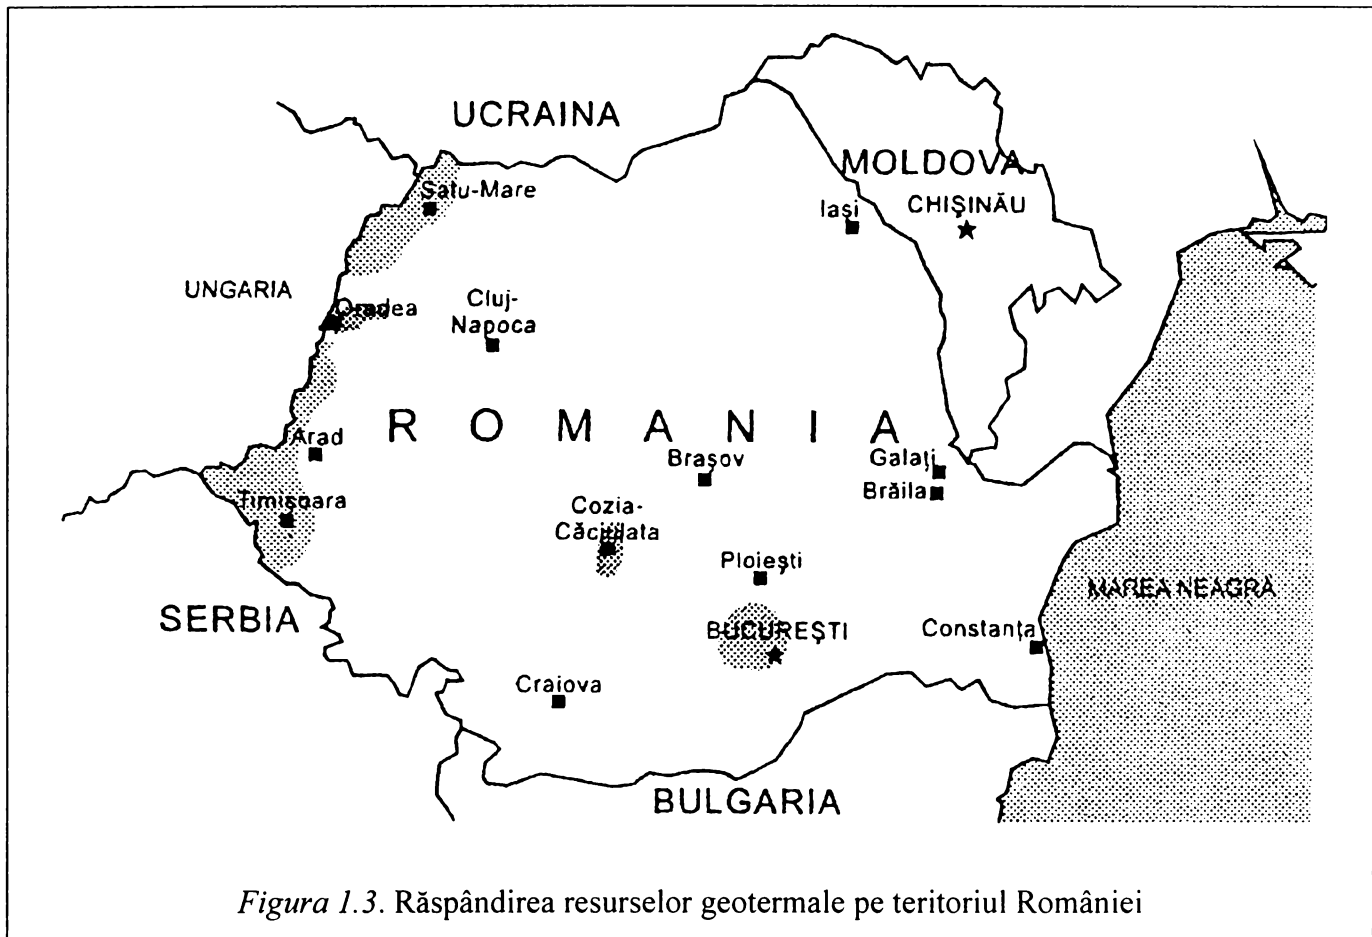 UCRAINA
MOLDOVA
Satu-Mare
Iași
CHIȘINĂU
UNGARIA
Oradea
Cluj-
Napoca
R O M A N I A
Arad
Brașov
Galați
Brăila
Timișoara
Cozia-
Căciulata
Ploiești
MAREA NEAGRĂ
SERBIA
BUCUREȘTI
Constanța
Craiova
BULGARIA
Figura 1.3. Răspândirea resurselor geotermale pe teritoriul României